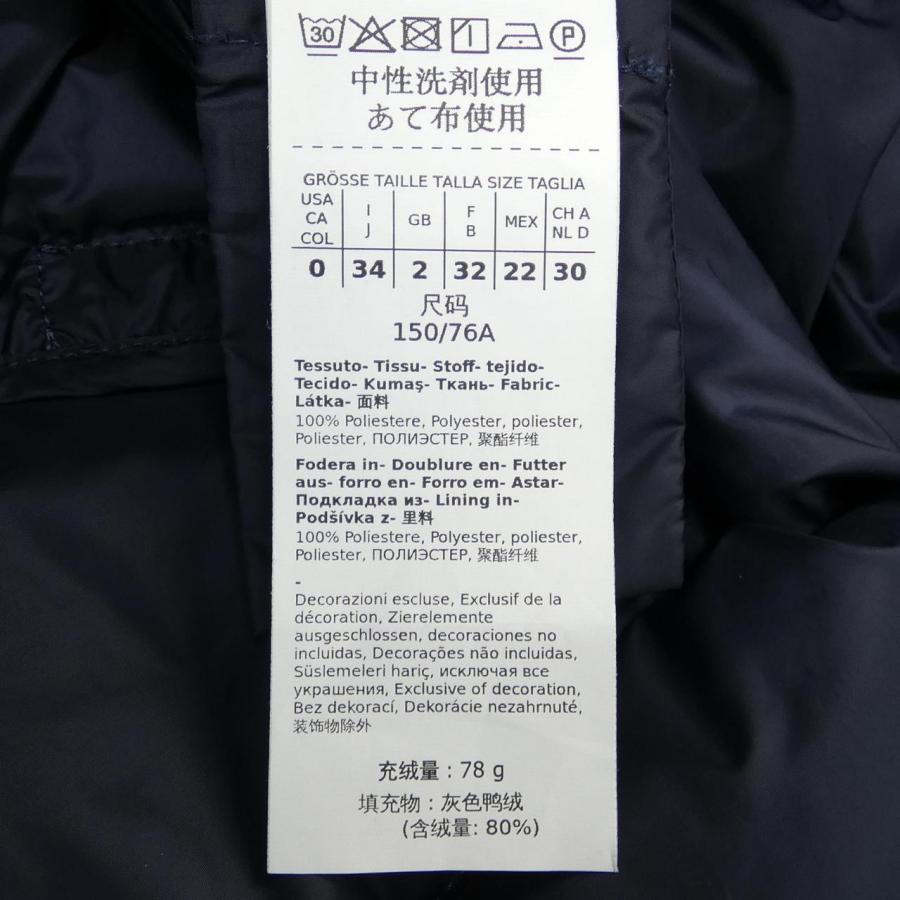 30 P
中性洗剤使用
あて布使用
GRÖSSE TAILLE TALLA SIZE TAGLIA
USA CA COL I J GB F B MEX CH A NL D
0 34 2 32 22 30
尺码
150/76A
Tessuto- Tissu- Stoff- tejido-
Tecido- Kumaş- Ткань- Fabric-
Látka- 面料
100% Poliestere, Polyester, poliester,
Poliester, ПОЛИЭСТЕР, 聚酯纤维
Fodera in- Doublure en- Futter
aus- forro en- Forro em- Astar-
Подкладка из- Lining in-
Podšívka z- 里料
100% Poliestere, Polyester, poliester,
Poliester, ПОЛИЭСТЕР, 聚酯纤维
-
Decorazioni escluse, Exclusif de la
décoration, Zierelemente
ausgeschlossen, decoraciones no
incluidas, Decorações não incluidas,
Süslemeleri hariç, исключая все
украшения, Exclusive of decoration,
Bez dekorací, Dekorácie nezahrnuté,
装饰物除外
充绒量：78 g
填充物：灰色鸭绒
(含绒量: 80%)